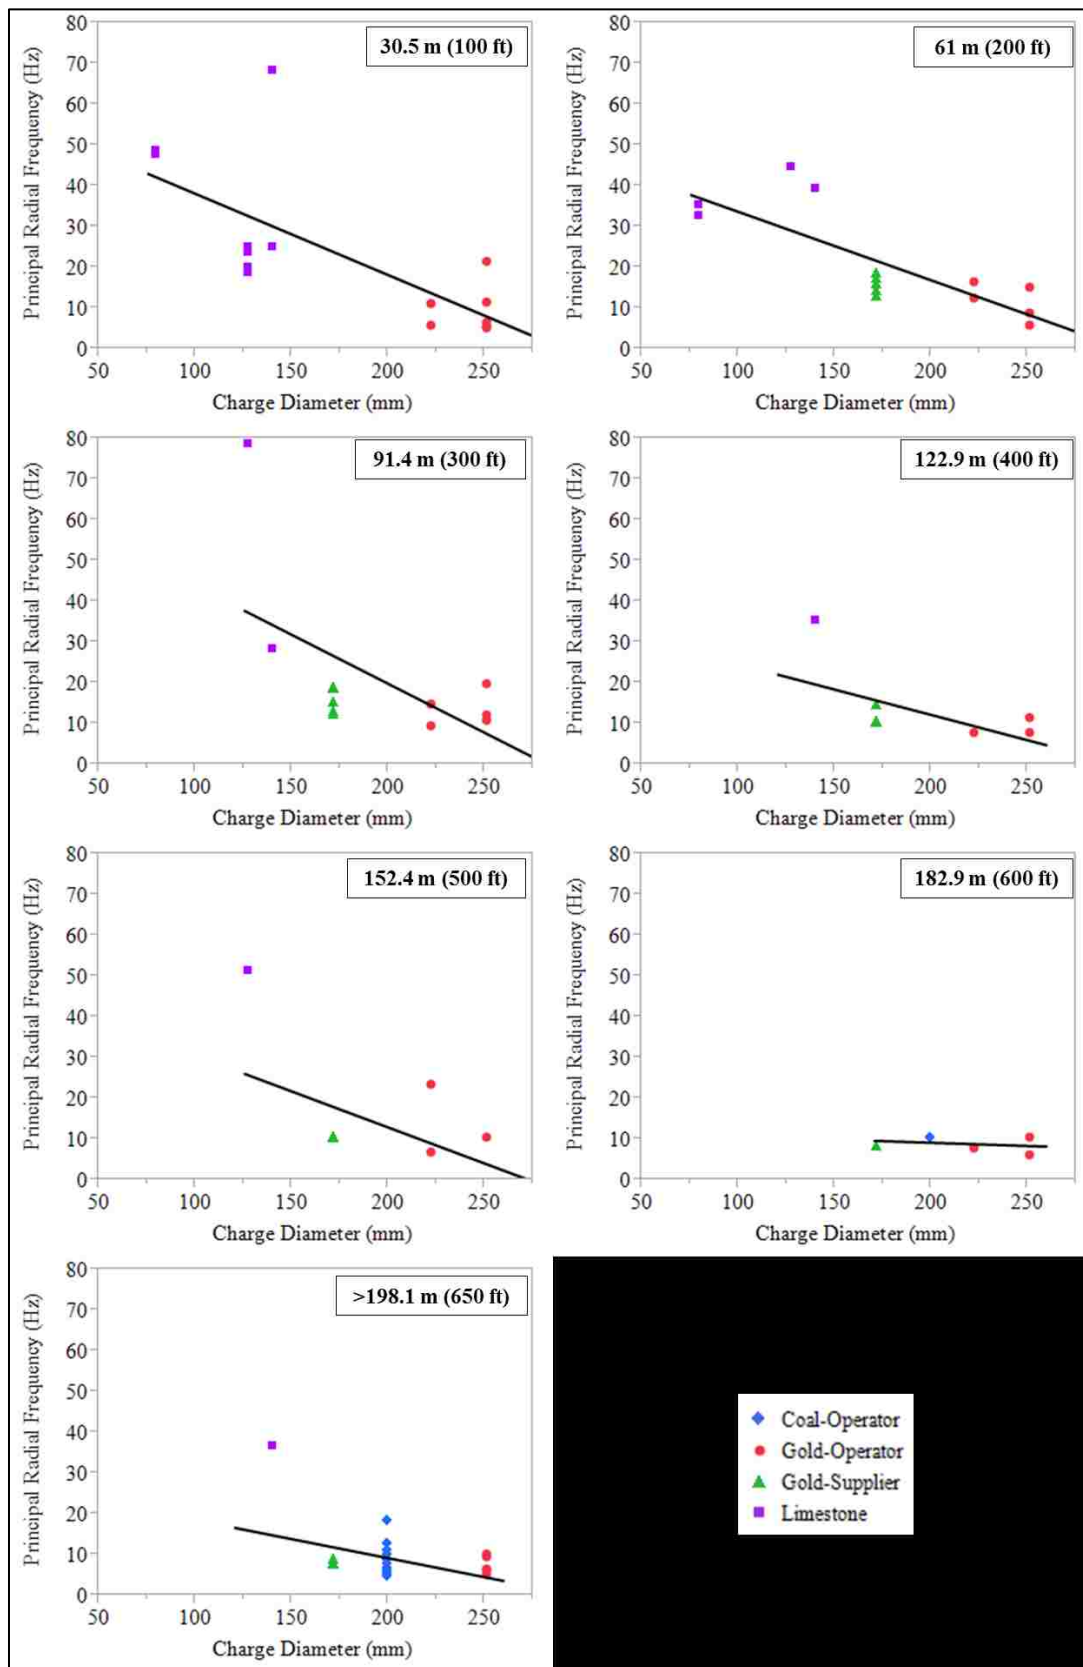 30.5 m (100 ft)
Principal Radial Frequency (Hz)
80
70
60
50
40
30
20
10
0
50 100 150 200 250
Charge Diameter (mm)
61 m (200 ft)
Principal Radial Frequency (Hz)
80
70
60
50
40
30
20
10
0
50 100 150 200 250
Charge Diameter (mm)
91.4 m (300 ft)
Principal Radial Frequency (Hz)
80
70
60
50
40
30
20
10
0
50 100 150 200 250
Charge Diameter (mm)
122.9 m (400 ft)
Principal Radial Frequency (Hz)
80
70
60
50
40
30
20
10
0
50 100 150 200 250
Charge Diameter (mm)
152.4 m (500 ft)
Principal Radial Frequency (Hz)
80
70
60
50
40
30
20
10
0
50 100 150 200 250
Charge Diameter (mm)
182.9 m (600 ft)
Principal Radial Frequency (Hz)
80
70
60
50
40
30
20
10
0
50 100 150 200 250
Charge Diameter (mm)
>198.1 m (650 ft)
Principal Radial Frequency (Hz)
80
70
60
50
40
30
20
10
0
50 100 150 200 250
Charge Diameter (mm)
Coal-Operator
Gold-Operator
Gold-Supplier
Limestone